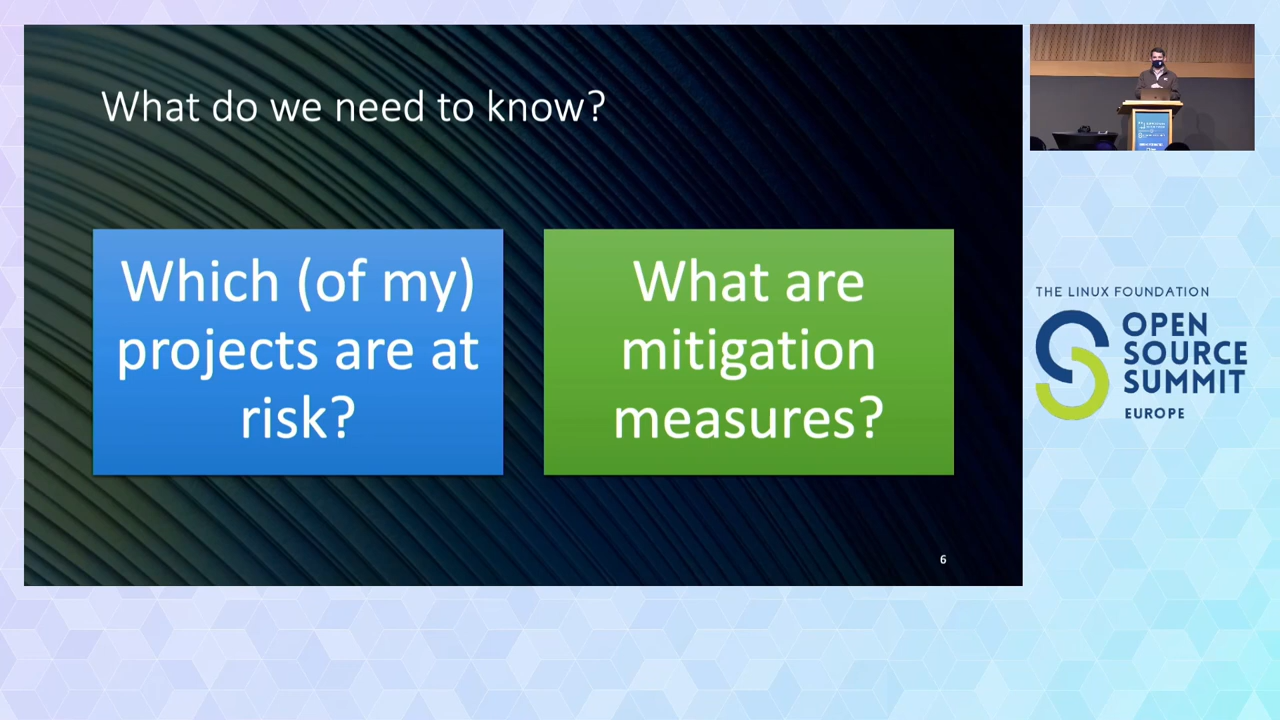 What do we need to know?
Which (of my)
projects are at
risk?
What are
mitigation
measures?
6
THE LINUX FOUNDATION
OPEN
SOURCE
SUMMIT
EUROPE